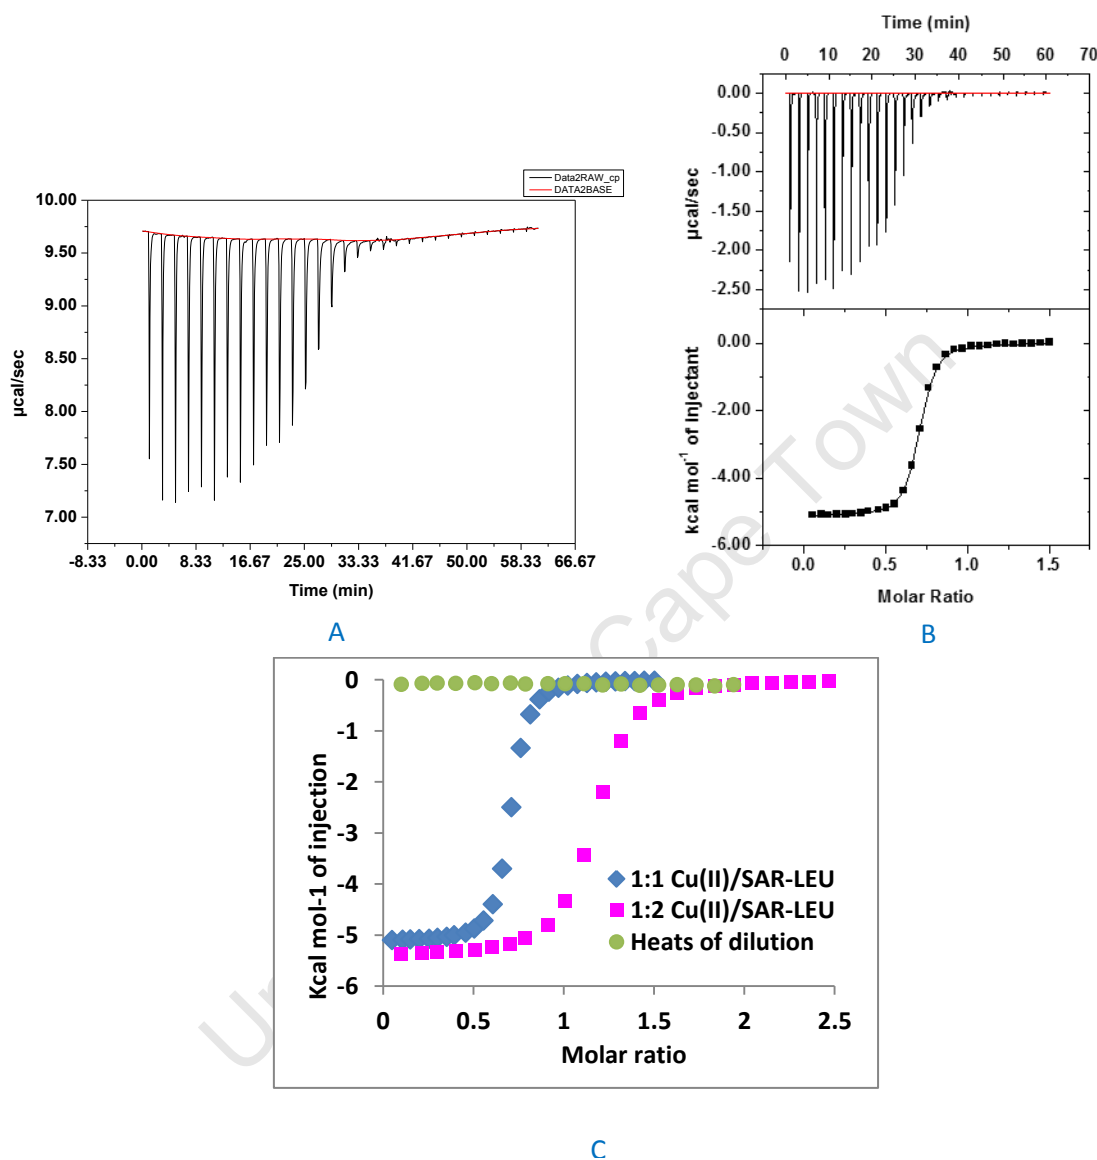 Data2RAW_cp
DATA2BASE
10.00
9.50
9.00
8.50
8.00
7.50
7.00
µcal/sec
-8.33 0.00 8.33 16.67 25.00 33.33 41.67 50.00 58.33 66.67
Time (min)
A
Time (min)
0 10 20 30 40 50 60 70
0.00
-0.50
-1.00
-1.50
-2.00
-2.50
µcal/sec
0.00
-2.00
-4.00
-6.00
kcal mol⁻¹ of Injectant
0.0 0.5 1.0 1.5
Molar Ratio
B
Cape Town
0
-1
-2
-3
-4
-5
-6
Kcal mol-1 of injection
1:1 Cu(II)/SAR-LEU
1:2 Cu(II)/SAR-LEU
Heats of dilution
0 0.5 1 1.5 2 2.5
Molar ratio
C